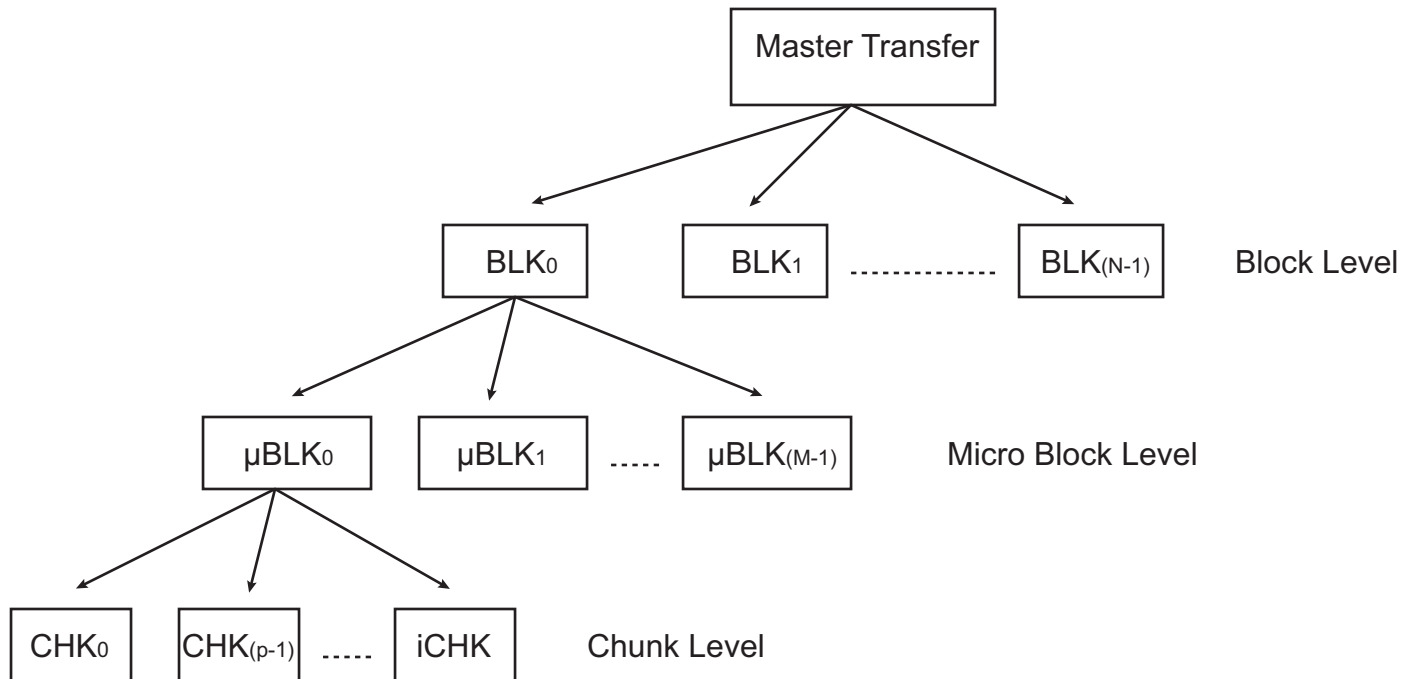 Master Transfer
BLK0 BLK1 BLK(N-1) Block Level
µBLK0 µBLK1 µBLK(M-1) Micro Block Level
CHK0 CHK(p-1) iCHK Chunk Level